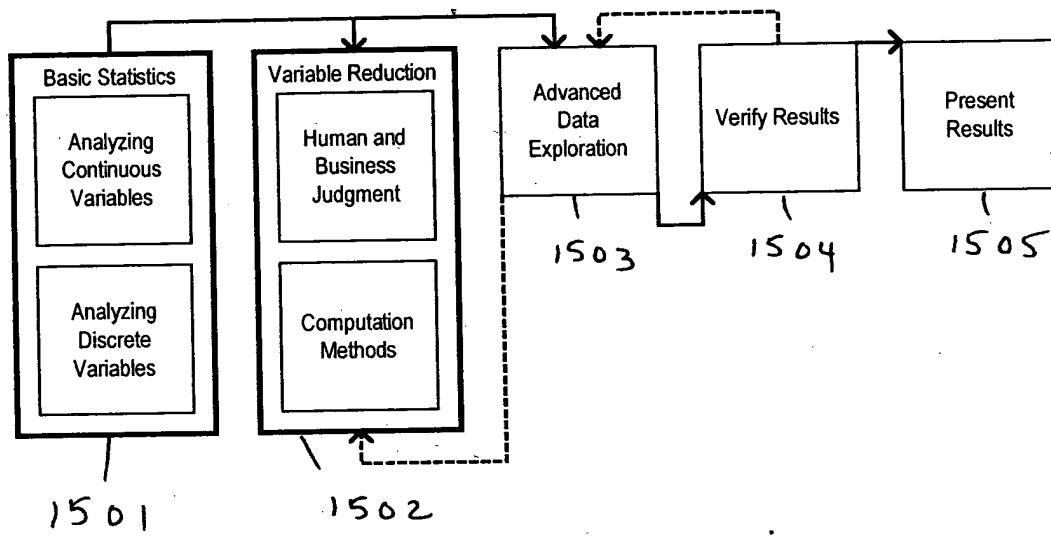 Basic Statistics
Analyzing
Continuous
Variables
Analyzing
Discrete
Variables
1501
Variable Reduction
Human and
Business
Judgment
Computation
Methods
1502
Advanced
Data
Exploration
1503
Verify Results
1504
Present
Results
1505